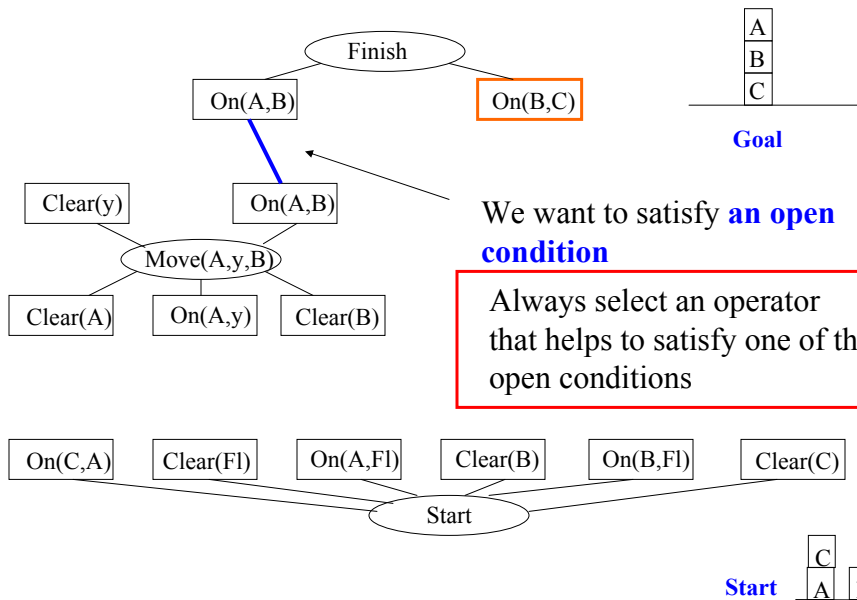 Finish
A
B
C
On(A,B)
On(B,C)
Goal
Clear(y)
On(A,B)
We want to satisfy an open
condition
Move(A,y,B)
Always select an operator
that helps to satisfy one of
open conditions
Clear(A)
On(A,y)
Clear(B)
On(C,A)
Clear(Fl)
On(A,Fl)
Clear(B)
On(B,Fl)
Clear(C)
Start
C
Start
A